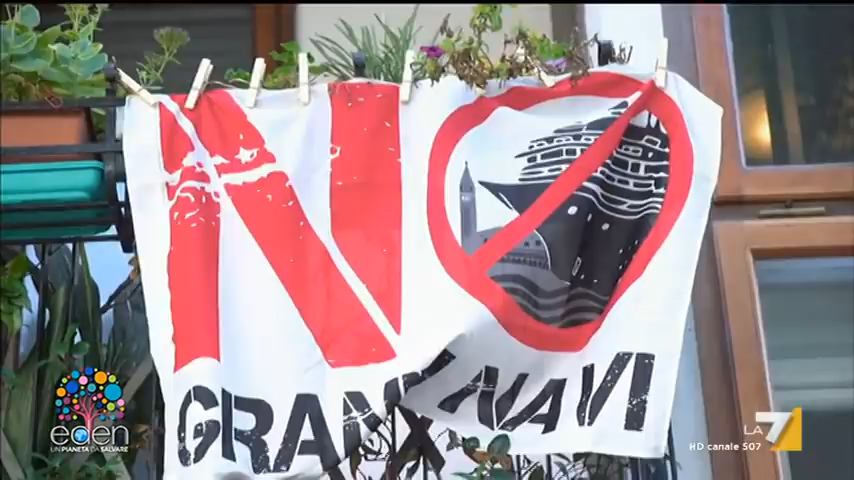 NO
GRANDI NAVI
eden
UN PIANETA DA SALVARE
LA 7
HD canale 507